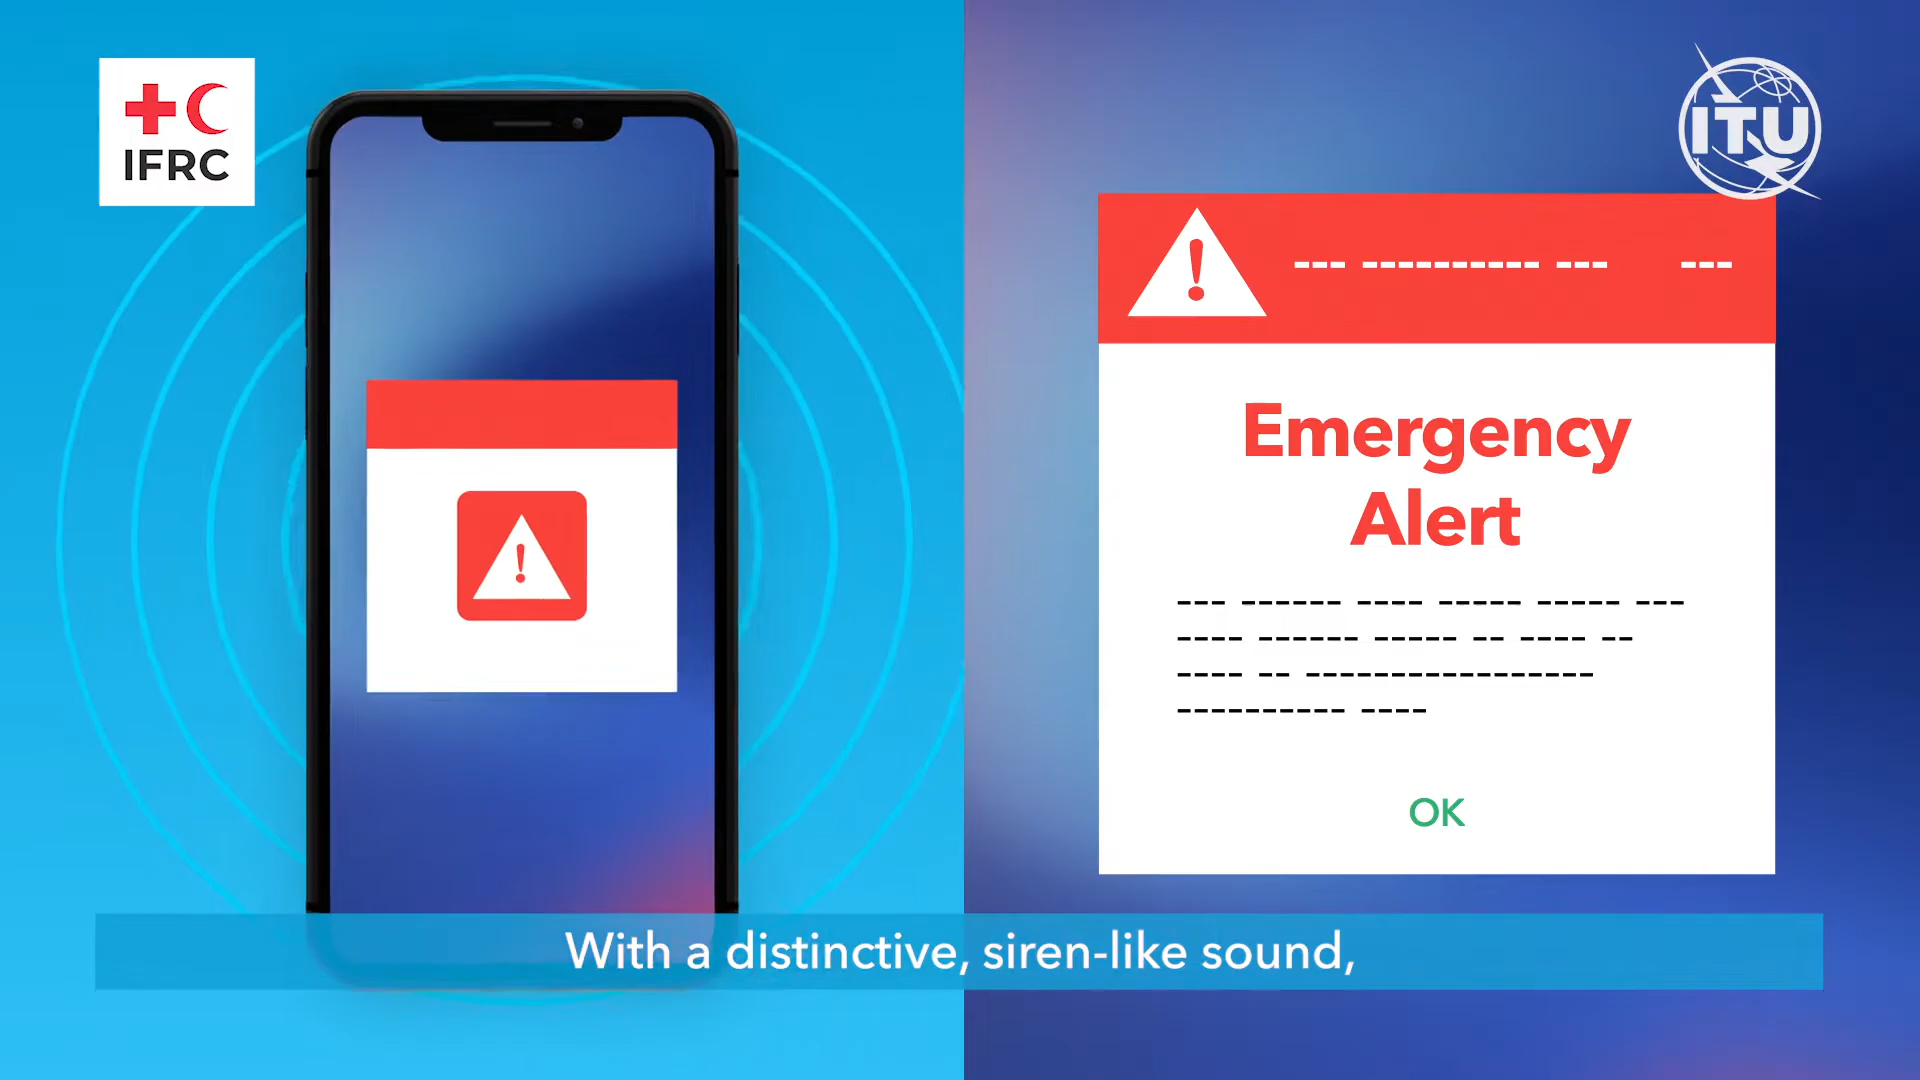 IFRC
ITU
!
Emergency
Alert
!
OK
With a distinctive, siren-like sound,